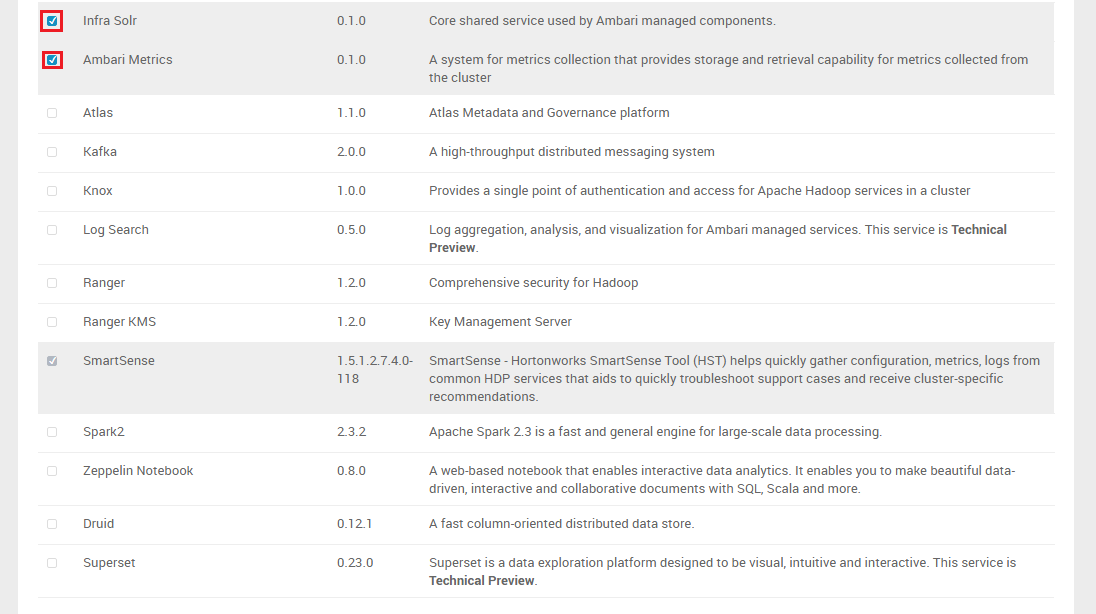 Infra Solr 0.1.0 Core shared service used by Ambari managed components.
Ambari Metrics 0.1.0 A system for metrics collection that provides storage and retrieval capability for metrics collected from
the cluster
Atlas 1.1.0 Atlas Metadata and Governance platform
Kafka 2.0.0 A high-throughput distributed messaging system
Knox 1.0.0 Provides a single point of authentication and access for Apache Hadoop services in a cluster
Log Search 0.5.0 Log aggregation, analysis, and visualization for Ambari managed services. This service is Technical
Preview.
Ranger 1.2.0 Comprehensive security for Hadoop
Ranger KMS 1.2.0 Key Management Server
SmartSense 1.5.1.2.7.4.0- SmartSense - Hortonworks SmartSense Tool (HST) helps quickly gather configuration, metrics, logs from
118 common HDP services that aids to quickly troubleshoot support cases and receive cluster-specific
recommendations.
Spark2 2.3.2 Apache Spark 2.3 is a fast and general engine for large-scale data processing.
Zeppelin Notebook 0.8.0 A web-based notebook that enables interactive data analytics. It enables you to make beautiful data-
driven, interactive and collaborative documents with SQL, Scala and more.
Druid 0.12.1 A fast column-oriented distributed data store.
Superset 0.23.0 Superset is a data exploration platform designed to be visual, intuitive and interactive. This service is
Technical Preview.